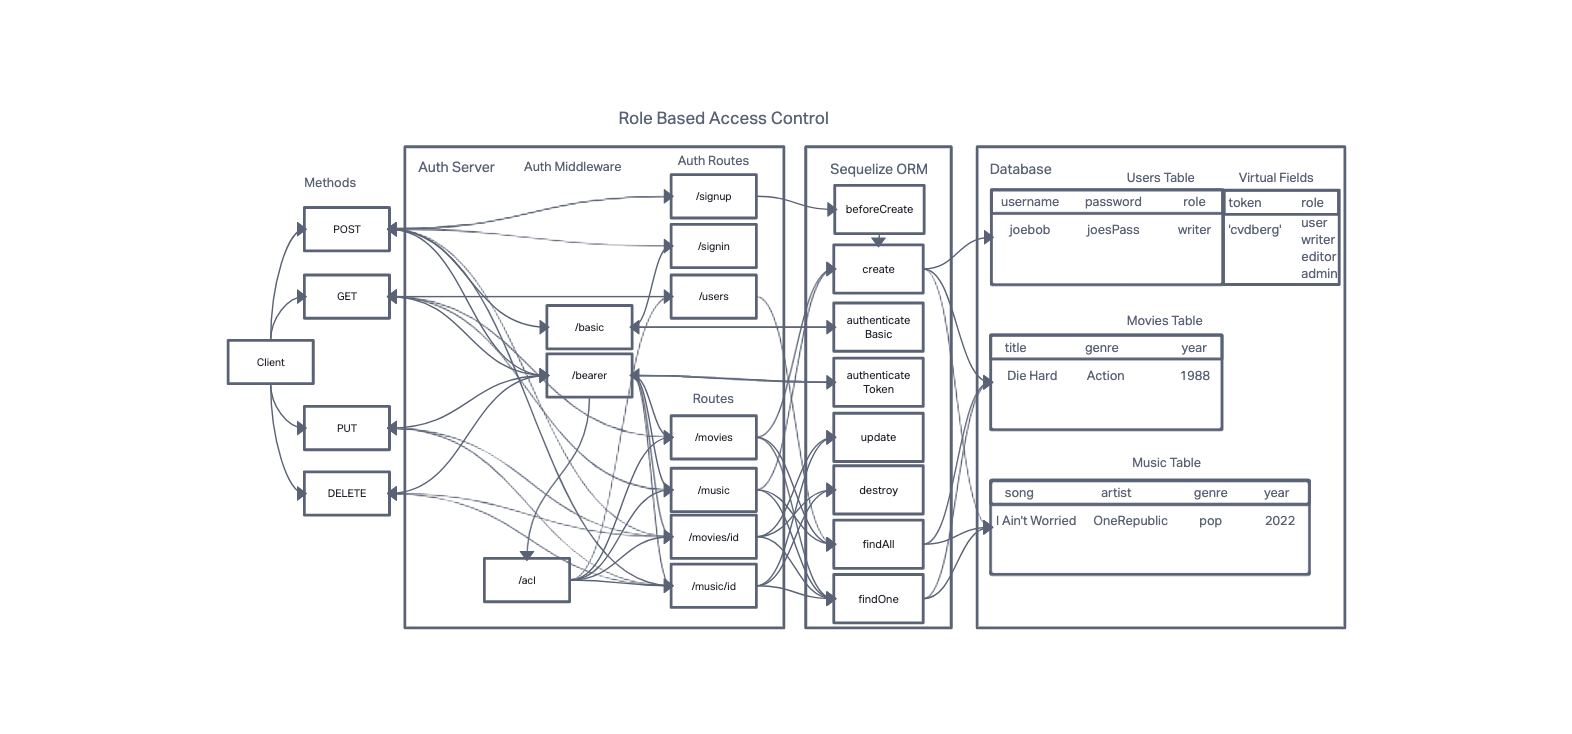 Role Based Access Control
Methods
POST
GET
Client
PUT
DELETE
Auth Server
Auth Middleware
/basic
/bearer
/acl
Auth Routes
/signup
/signin
/users
Routes
/movies
/music
/movies/id
/music/id
Sequelize ORM
beforeCreate
create
authenticate
Basic
authenticate
Token
update
destroy
findAll
findOne
Database
Users Table
Virtual Fields
username password role token role
joebob joesPass writer 'cvdberg' user
writer
editor
admin
Movies Table
title genre year
Die Hard Action 1988
Music Table
song artist genre year
I Ain't Worried OneRepublic pop 2022